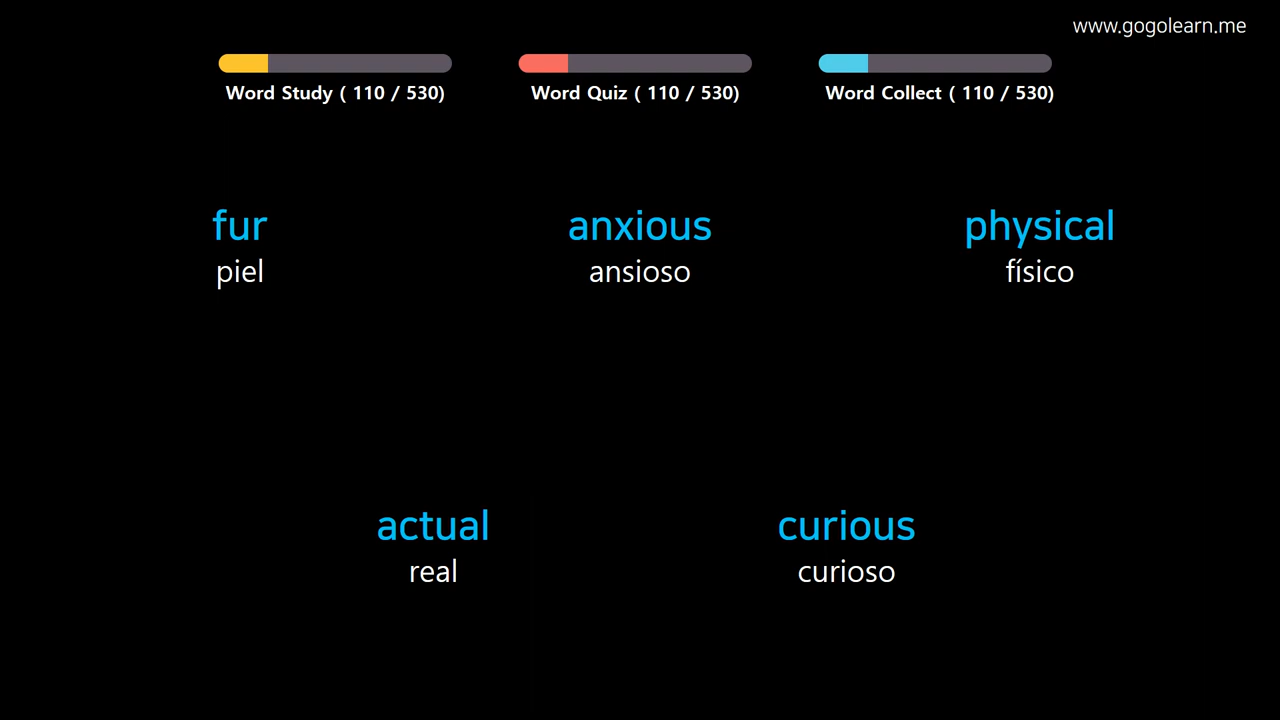 www.gogolearn.me
Word Study ( 110 / 530)
Word Quiz ( 110 / 530)
Word Collect ( 110 / 530)
fur
piel
anxious
ansioso
physical
físico
actual
real
curious
curioso